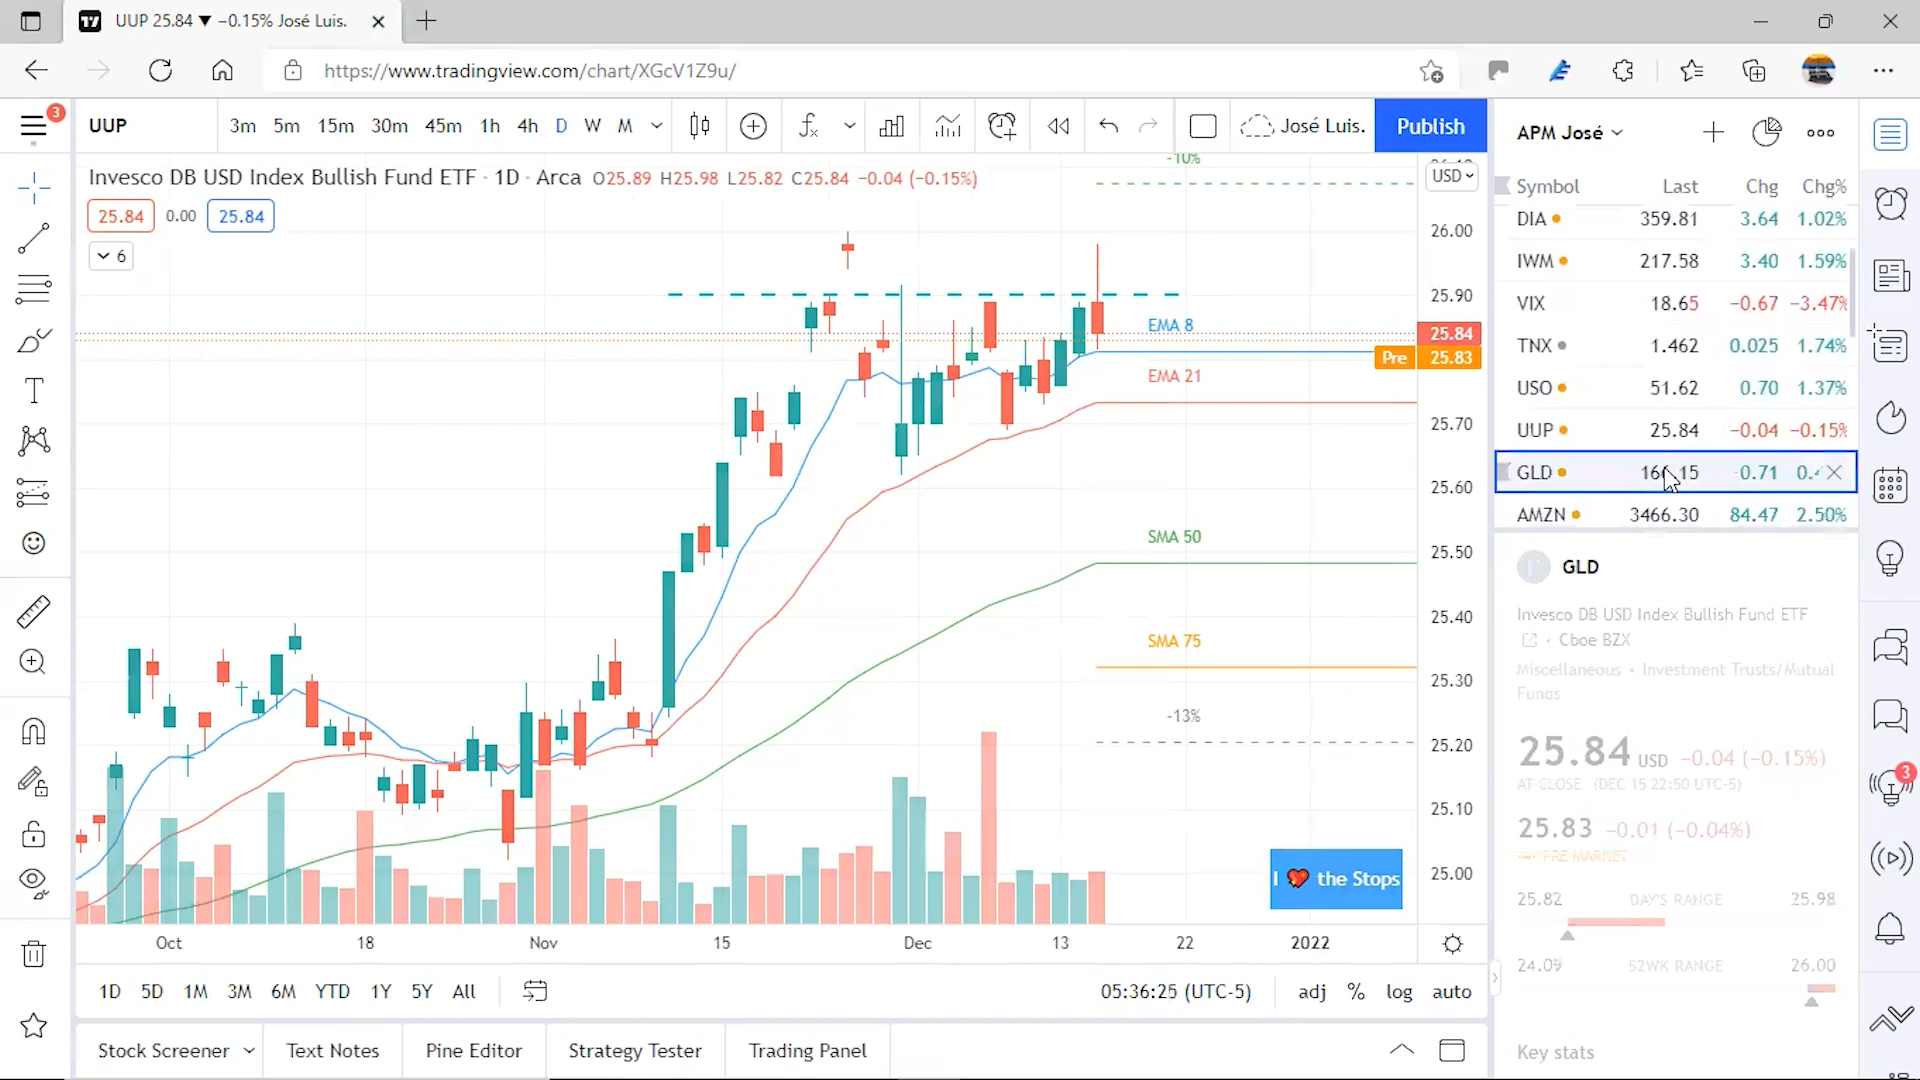 UUP 25.84 ▼ −0.15% José Luis.
https://www.tradingview.com/chart/XGcV1Z9u/
3
UUP
3m 5m 15m 30m 45m 1h 4h D W M
José Luis.
Publish
APM José
Invesco DB USD Index Bullish Fund ETF · 1D · Arca O25.89 H25.98 L25.82 C25.84 −0.04 (−0.15%)
25.84 0.00 25.84
6
-10%
USD
26.00
25.90
25.84
Pre 25.83
25.70
25.60
25.50
25.40
25.30
25.20
25.10
25.00
EMA 8
EMA 21
SMA 50
SMA 75
-13%
I ❤ the Stops
Oct 18 Nov 15 Dec 13 22 2022
1D 5D 1M 3M 6M YTD 1Y 5Y All
05:36:25 (UTC-5) adj % log auto
Stock Screener Text Notes Pine Editor Strategy Tester Trading Panel
Symbol Last Chg Chg%
DIA 359.81 3.64 1.02%
IWM 217.58 3.40 1.59%
VIX 18.65 −0.67 −3.47%
TNX 1.462 0.025 1.74%
USO 51.62 0.70 1.37%
UUP 25.84 −0.04 −0.15%
GLD 0.71
AMZN 3466.30 84.47 2.50%
GLD
Invesco DB USD Index Bullish Fund ETF
• Cboe BZX
Miscellaneous • Investment Trusts/Mutual
Funds
25.84 USD −0.04 (−0.15%)
AT CLOSE (DEC 15 22:50 UTC-5)
25.83 −0.01 (−0.04%)
PRE MARKET
25.82 DAY'S RANGE 25.98
24.09 52WK RANGE 26.00
Key stats
3